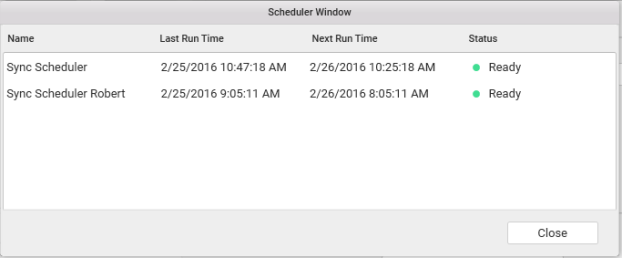 Scheduler Window
Name Last Run Time Next Run Time Status
Sync Scheduler 2/25/2016 10:47:18 AM 2/26/2016 10:25:18 AM Ready
Sync Scheduler Robert 2/25/2016 9:05:11 AM 2/26/2016 8:05:11 AM Ready
Close